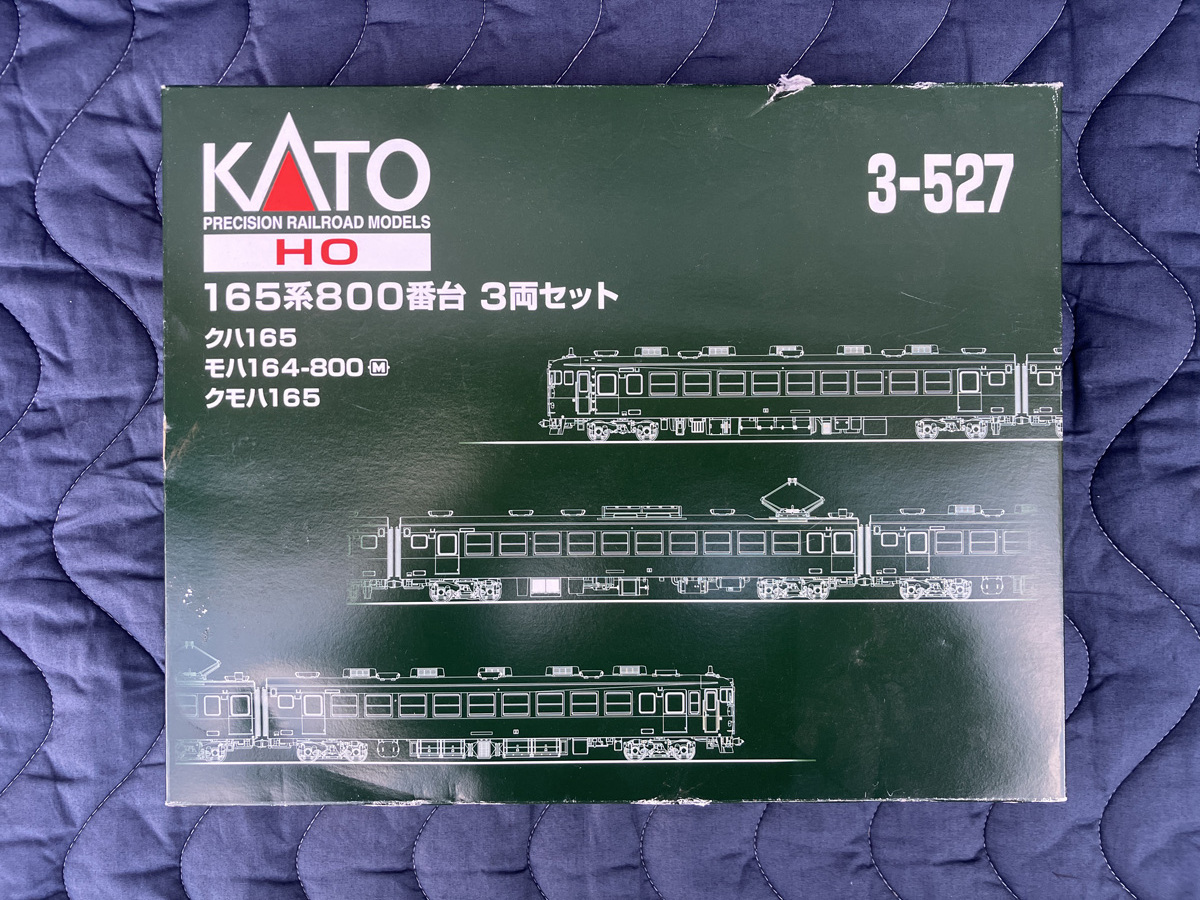 KATO
PRECISION RAILROAD MODELS
HO
3-527
165系800番台 3両セット
クハ165
モハ164-800 M
クモハ165